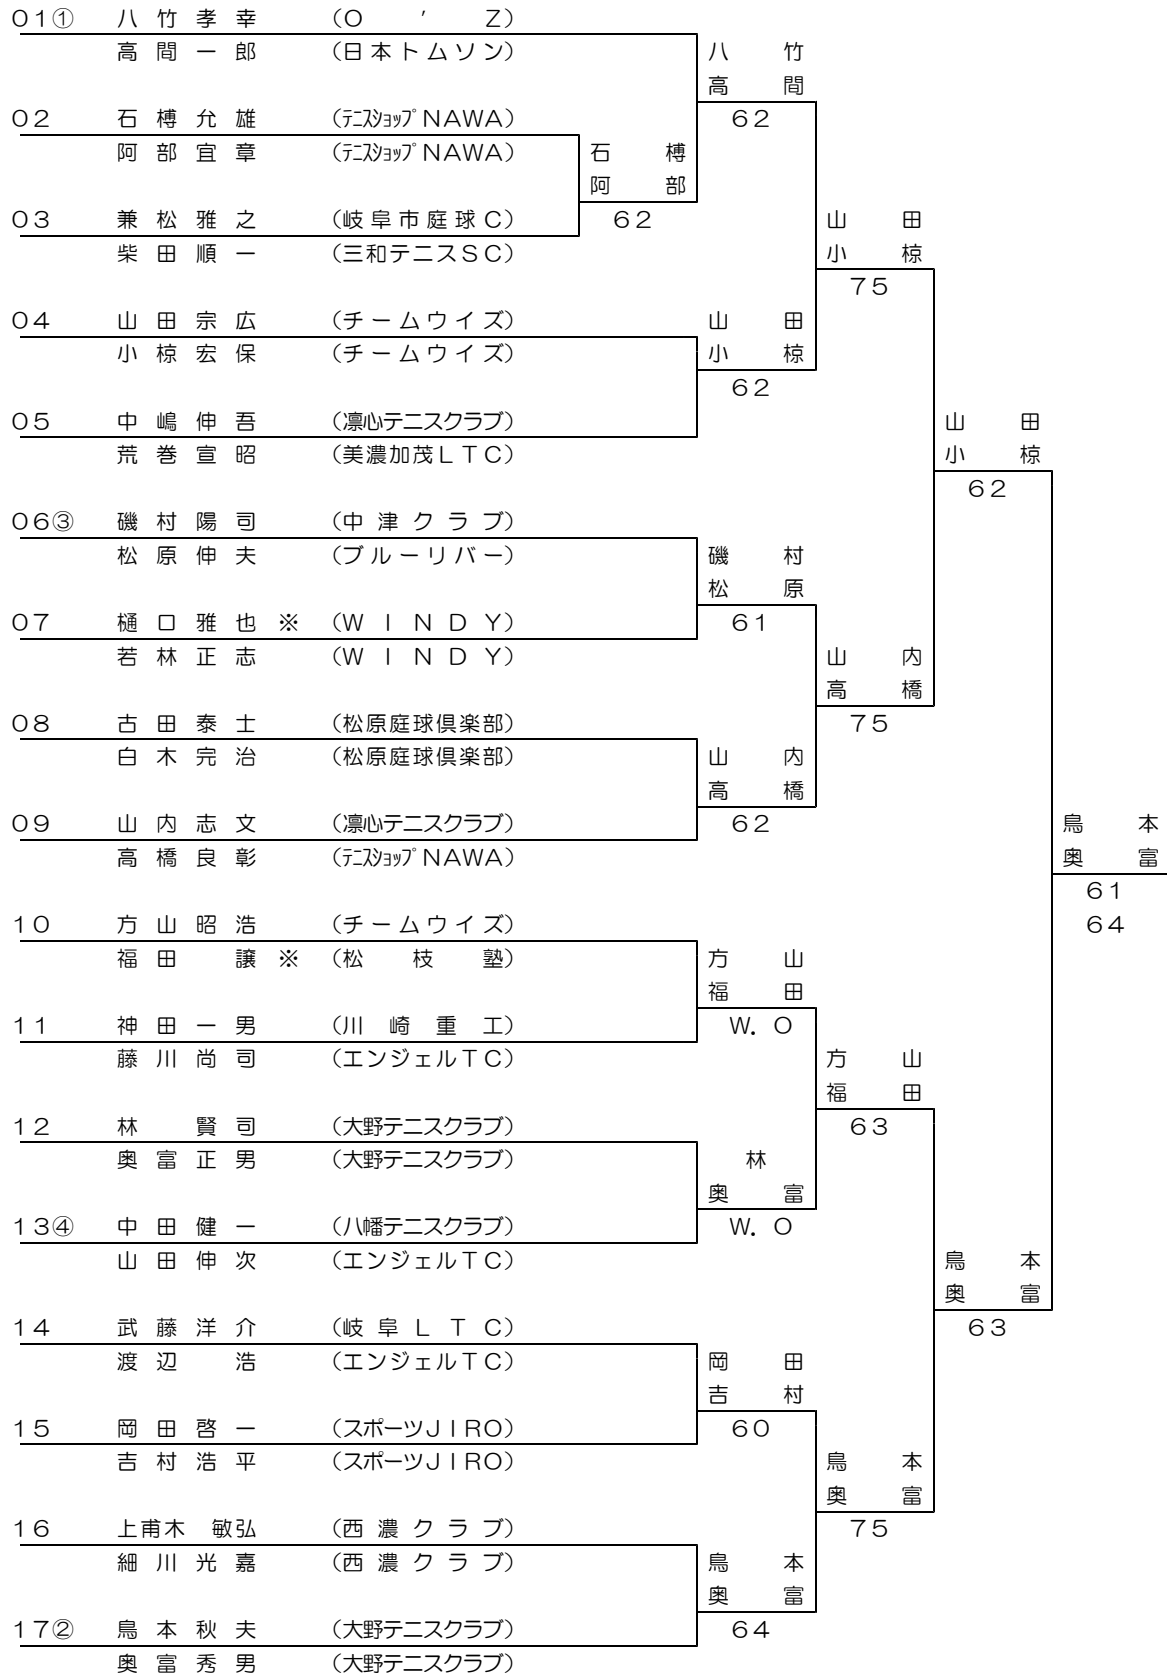 01① 八竹孝幸 (O'Z)
高間一郎 (日本トムソン) 八竹
高間
02 石榑允雄 (テニスショップNAWA) 62
阿部宜章 (テニスショップNAWA) 石榑
阿部
03 兼松雅之 (岐阜市庭球C) 62 山田
柴田順一 (三和テニスSC) 小椋
75
04 山田宗広 (チームウイズ) 山田
小椋宏保 (チームウイズ) 小椋
62
05 中嶋伸吾 (凛心テニスクラブ) 山田
荒巻宣昭 (美濃加茂LTC) 小椋
62
06③ 磯村陽司 (中津クラブ)
松原伸夫 (ブルーリバー) 磯村
松原
07 樋口雅也※ (WINDY) 61
若林正志 (WINDY) 山内
高橋
08 古田泰士 (松原庭球倶楽部) 75
白木完治 (松原庭球倶楽部) 山内
高橋
09 山内志文 (凛心テニスクラブ) 62 鳥本
高橋良彰 (テニスショップNAWA) 奥富
61
10 方山昭浩 (チームウイズ) 64
福田譲※ (松枝塾) 方山
福田
11 神田一男 (川崎重工) W.O
藤川尚司 (エンジェルTC) 方山
福田
12 林賢司 (大野テニスクラブ) 63
奥富正男 (大野テニスクラブ) 林
奥富
13④ 中田健一 (八幡テニスクラブ) W.O
山田伸次 (エンジェルTC) 鳥本
奥富
14 武藤洋介 (岐阜LTC) 63
渡辺浩 (エンジェルTC) 岡田
吉村
15 岡田啓一 (スポーツJIRO) 60
吉村浩平 (スポーツJIRO) 鳥本
奥富
16 上甫木 敏弘 (西濃クラブ) 75
細川光嘉 (西濃クラブ) 鳥本
奥富
17② 鳥本秋夫 (大野テニスクラブ) 64
奥富秀男 (大野テニスクラブ)